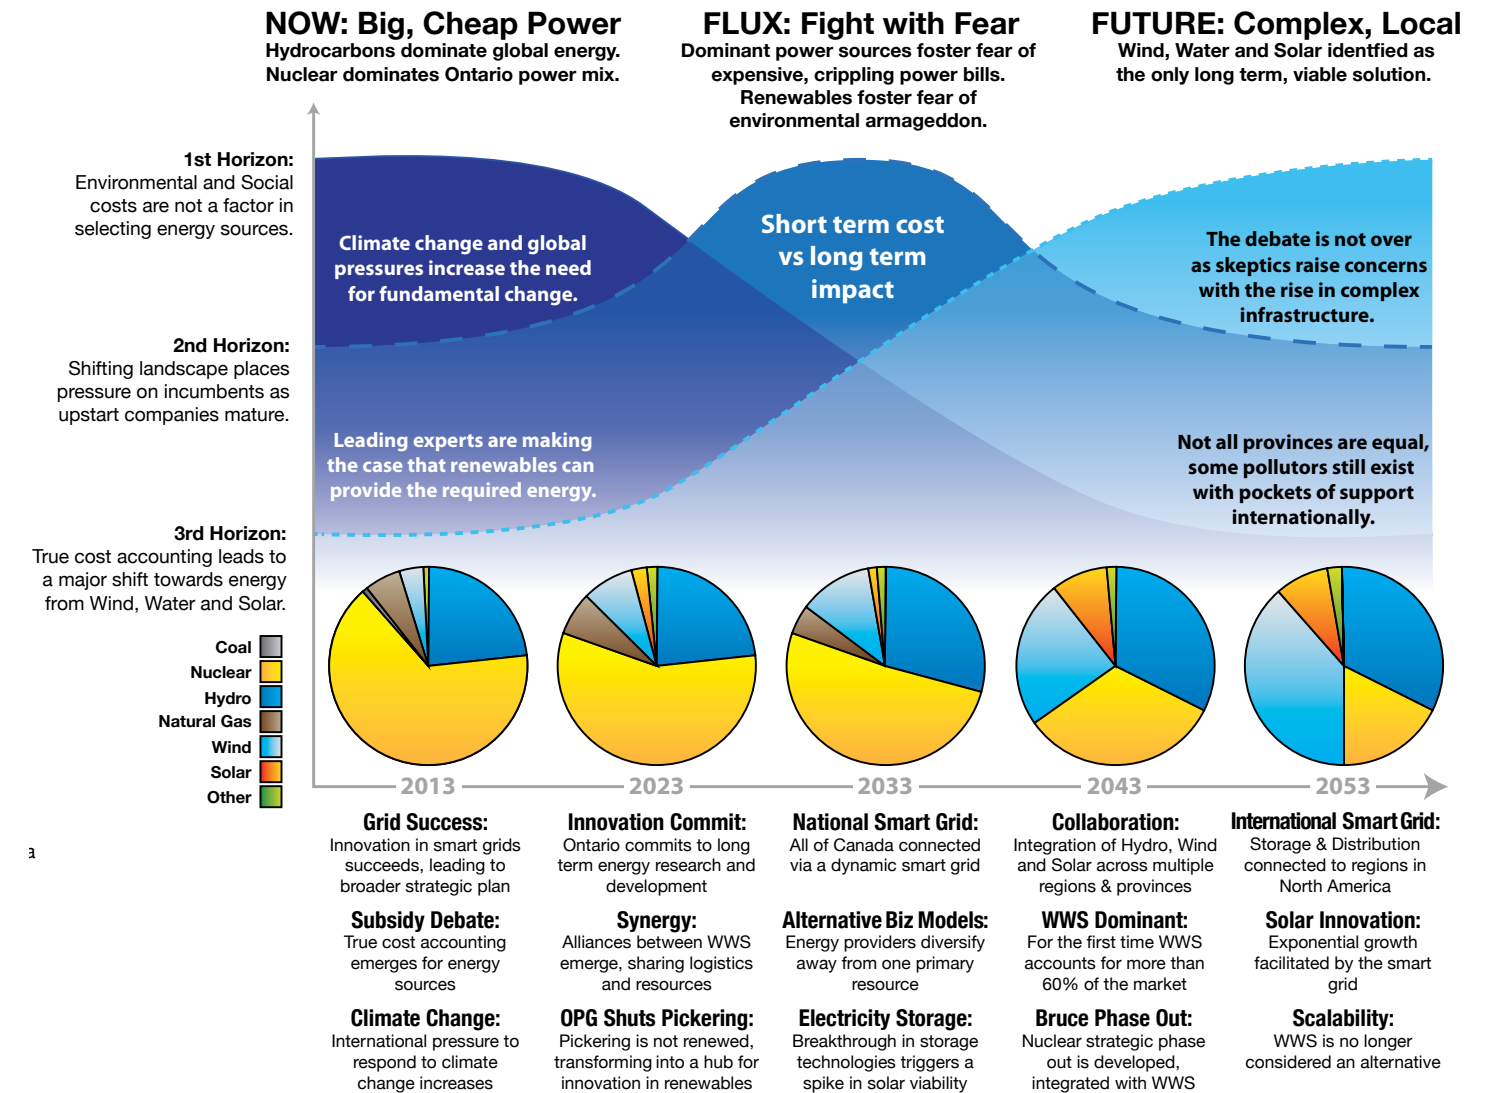 NOW: Big, Cheap Power
Hydrocarbons dominate global energy.
Nuclear dominates Ontario power mix.
FLUX: Fight with Fear
Dominant power sources foster fear of
expensive, crippling power bills.
Renewables foster fear of
environmental armageddon.
FUTURE: Complex, Local
Wind, Water and Solar identfied as
the only long term, viable solution.
1st Horizon:
Environmental and Social
costs are not a factor in
selecting energy sources.
2nd Horizon:
Shifting landscape places
pressure on incumbents as
upstart companies mature.
3rd Horizon:
True cost accounting leads to
a major shift towards energy
from Wind, Water and Solar.
Climate change and global
pressures increase the need
for fundamental change.
Leading experts are making
the case that renewables can
provide the required energy.
Short term cost
vs long term
impact
The debate is not over
as skeptics raise concerns
with the rise in complex
infrastructure.
Not all provinces are equal,
some pollutors still exist
with pockets of support
internationally.
Coal
Nuclear
Hydro
Natural Gas
Wind
Solar
Other
a
2013
2023
2033
2043
2053
Grid Success:
Innovation in smart grids
succeeds, leading to
broader strategic plan
Subsidy Debate:
True cost accounting
emerges for energy
sources
Climate Change:
International pressure to
respond to climate
change increases
Innovation Commit:
Ontario commits to long
term energy research and
development
Synergy:
Alliances between WWS
emerge, sharing logistics
and resources
OPG Shuts Pickering:
Pickering is not renewed,
transforming into a hub for
innovation in renewables
National Smart Grid:
All of Canada connected
via a dynamic smart grid
Alternative Biz Models:
Energy providers diversify
away from one primary
resource
Electricity Storage:
Breakthrough in storage
technologies triggers a
spike in solar viability
Collaboration:
Integration of Hydro, Wind
and Solar across multiple
regions & provinces
WWS Dominant:
For the first time WWS
accounts for more than
60% of the market
Bruce Phase Out:
Nuclear strategic phase
out is developed,
integrated with WWS
International Smart Grid:
Storage & Distribution
connected to regions in
North America
Solar Innovation:
Exponential growth
facilitated by the smart
grid
Scalability:
WWS is no longer
considered an alternative